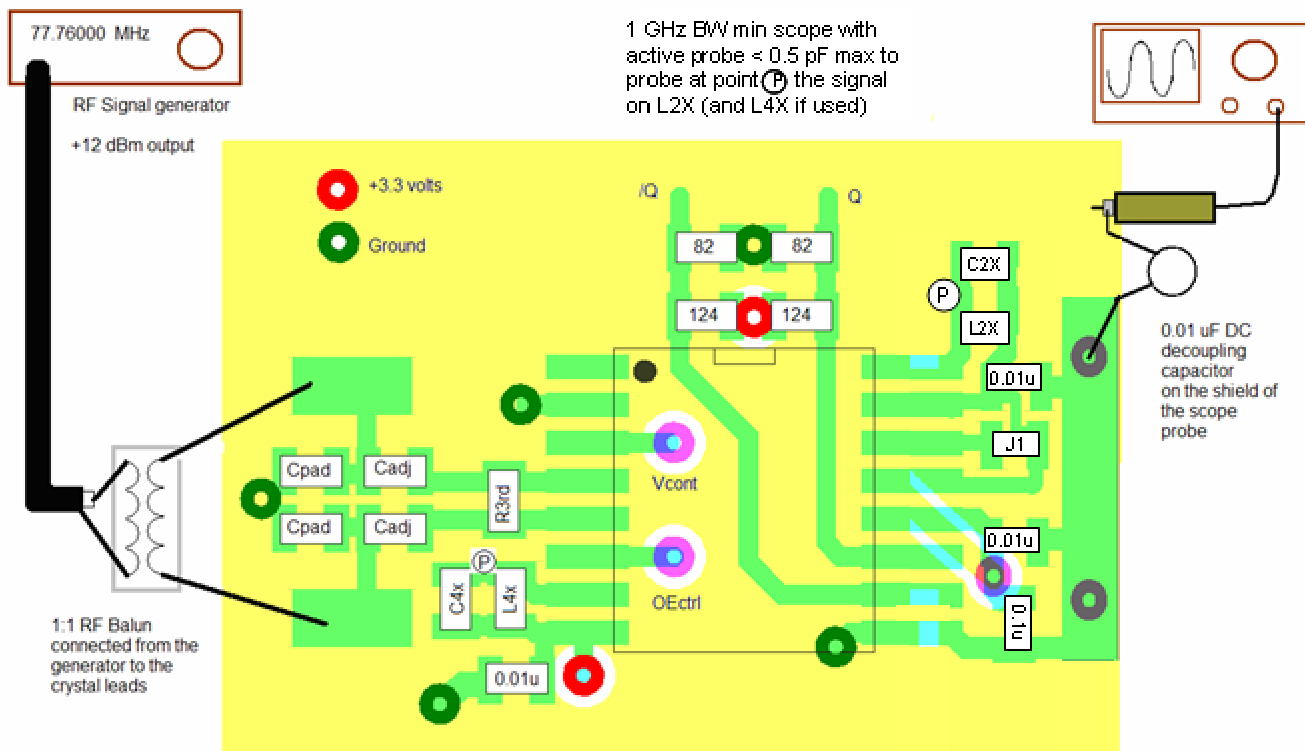 77.76000 MHz
RF Signal generator
+12 dBm output
1 GHz BW min scope with
active probe < 0.5 pF max to
probe at point P the signal
on L2X (and L4X if used)
+3.3 volts
Ground
/Q
Q
82
82
124
124
C2X
P
L2X
0.01u
J1
0.01u
0.1u
0.01 uF DC
decoupling
capacitor
on the shield of
the scope
probe
Vcont
OEctrl
Cpad
Cadj
Cpad
Cadj
R3rd
P
C4x
L4x
0.01u
1:1 RF Balun
connected from the
generator to the
crystal leads